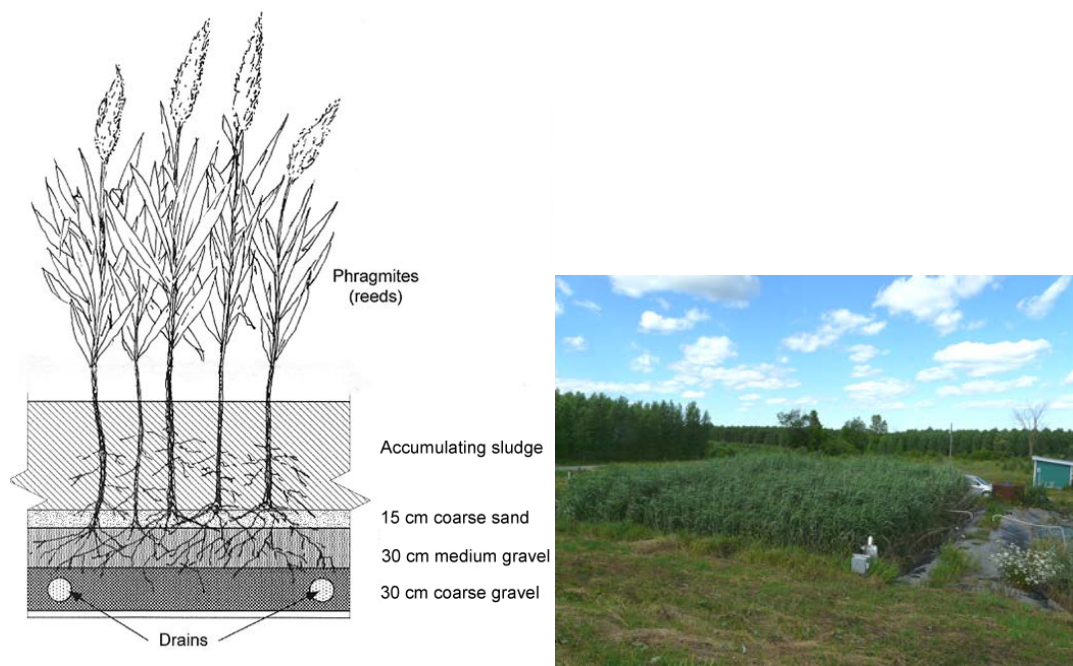 Phragmites
(reeds)
Accumulating sludge
15 cm coarse sand
30 cm medium gravel
30 cm coarse gravel
Drains